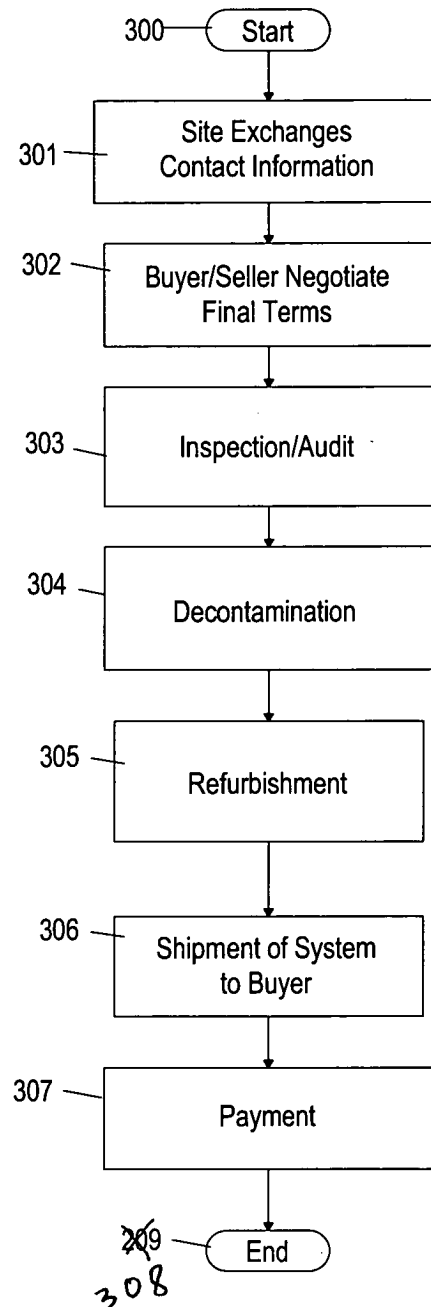 300
Start
301
Site Exchanges
Contact Information
302
Buyer/Seller Negotiate
Final Terms
303
Inspection/Audit
304
Decontamination
305
Refurbishment
306
Shipment of System
to Buyer
307
Payment
209
End
308